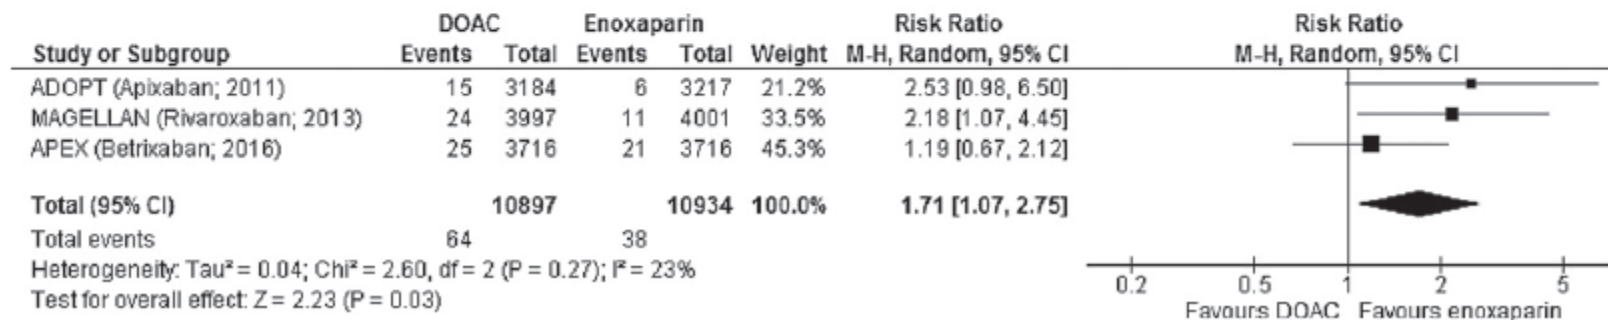 DOAC Enoxaparin Risk Ratio Risk Ratio
Study or Subgroup Events Total Events Total Weight M-H, Random, 95% CI M-H, Random, 95% CI
ADOPT (Apixaban; 2011) 15 3184 6 3217 21.2% 2.53 [0.98, 6.50]
MAGELLAN (Rivaroxaban; 2013) 24 3997 11 4001 33.5% 2.18 [1.07, 4.45]
APEX (Betrixaban; 2016) 25 3716 21 3716 45.3% 1.19 [0.67, 2.12]
Total (95% CI) 10897 10934 100.0% 1.71 [1.07, 2.75]
Total events 64 38
Heterogeneity: Tau² = 0.04; Chi² = 2.60, df = 2 (P = 0.27); I² = 23%
Test for overall effect: Z = 2.23 (P = 0.03)
0.2 0.5 1 2 5
Favours DOAC Favours enoxaparin